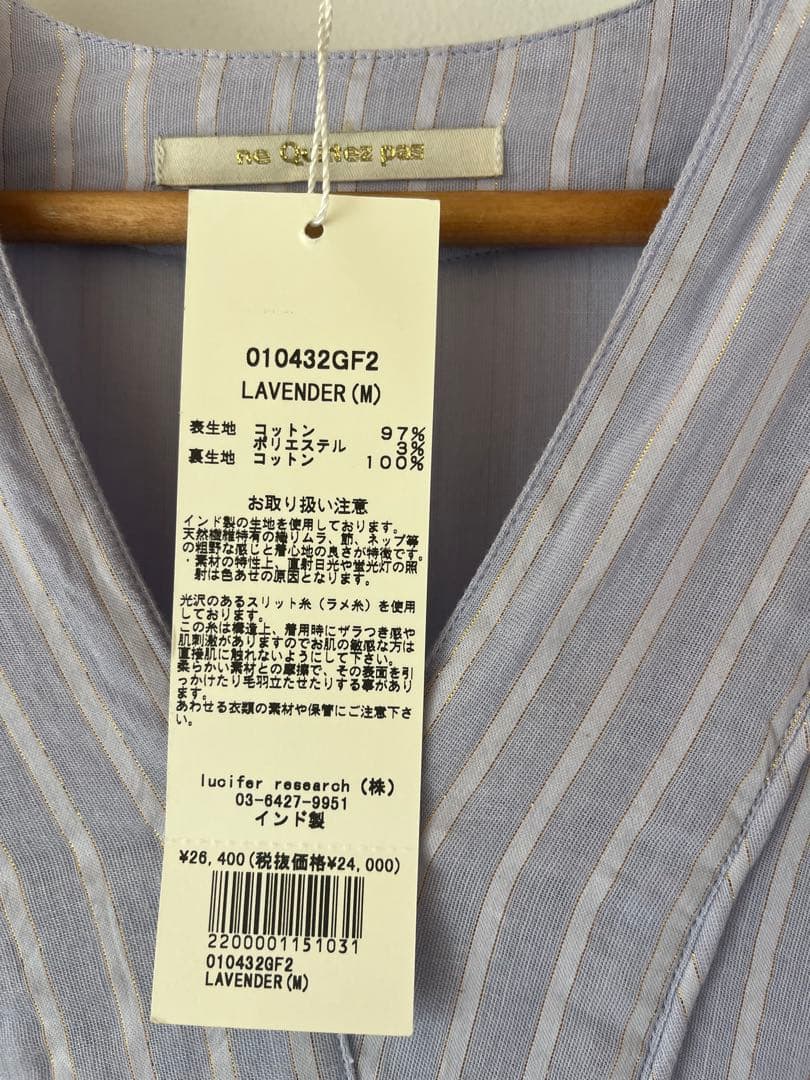 ne Quittez pas
010432GF2
LAVENDER(M)
表生地 コットン 97%
ポリエステル 3%
裏生地 コットン 100%
お取り扱い注意
インド製の生地を使用しております。
天然繊維特有の織りムラ、節、ネップ等
の粗野な感じと着心地の良さが特徴です。
・素材の特性上、直射日光や蛍光灯の照
射は色あせの原因となります。
光沢のあるスリット糸(ラメ糸)を使用
しております。
この糸は構造上、着用時にザラつき感や
肌刺激がありますのでお肌の敏感な方は
直接肌に触れないようにして下さい。
柔らかい素材との摩擦で、その表面を引
っかけたり毛羽立たせたりする事があり
ます。
あわせる衣類の素材や保管にご注意下さ
い。
lucifer research(株)
03-6427-9951
インド製
¥26,400(税抜価格¥24,000)
2200001151031
010432GF2
LAVENDER(M)